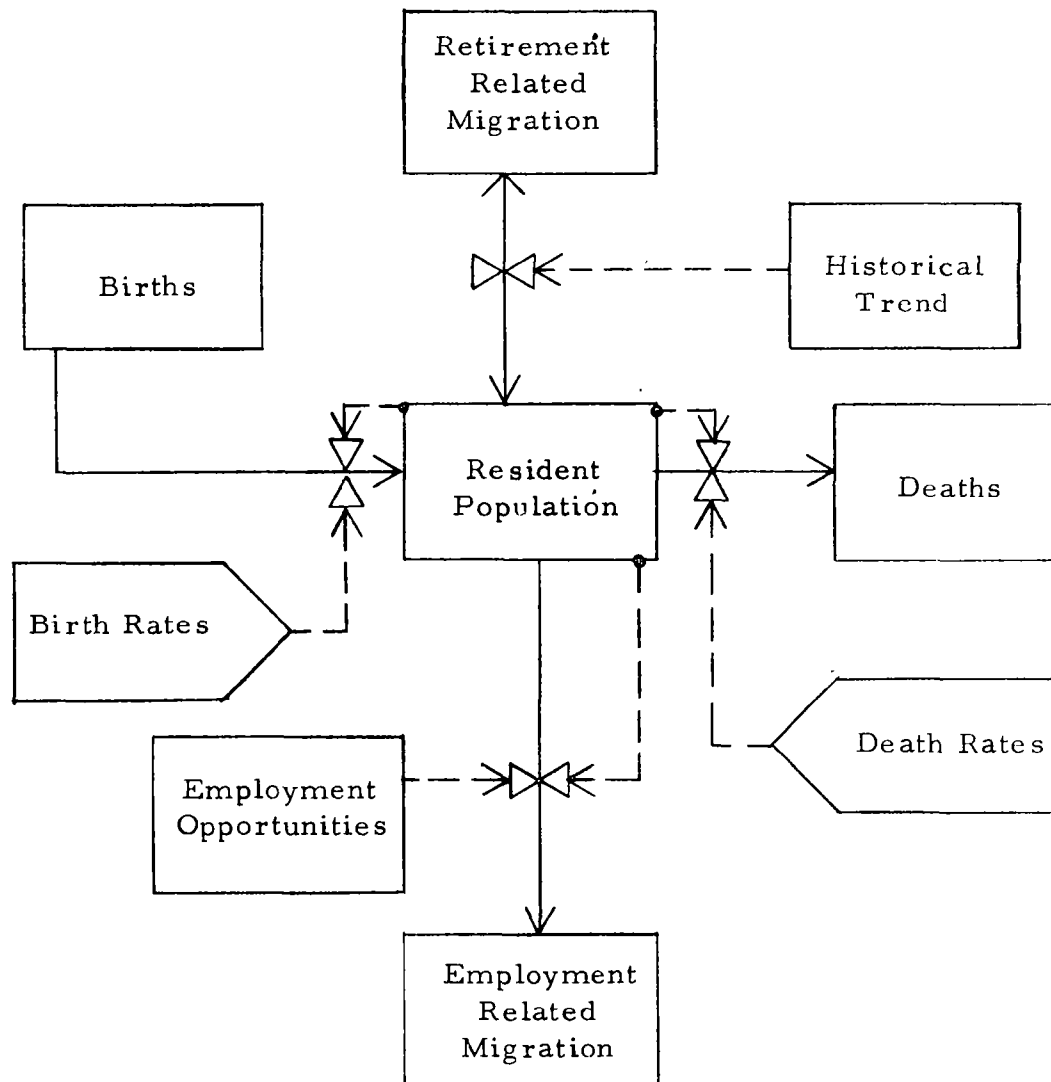 Retirement
Related
Migration
Births
Historical
Trend
Resident
Population
Deaths
Birth Rates
Death Rates
Employment
Opportunities
Employment
Related
Migration